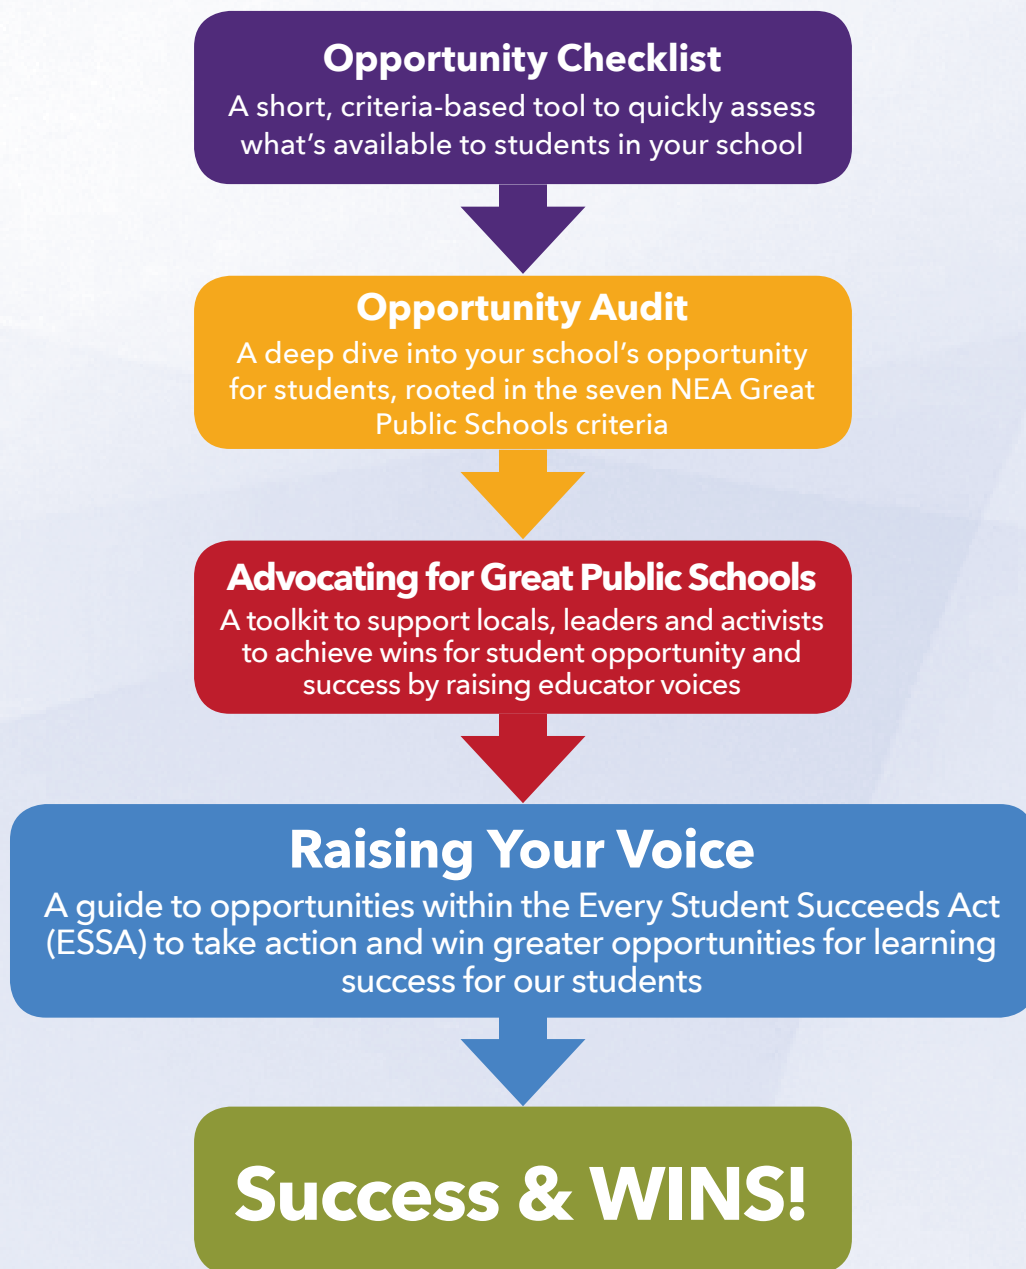 Opportunity Checklist
A short, criteria-based tool to quickly assess
what’s available to students in your school
Opportunity Audit
A deep dive into your school’s opportunity
for students, rooted in the seven NEA Great
Public Schools criteria
Advocating for Great Public Schools
A toolkit to support locals, leaders and activists
to achieve wins for student opportunity and
success by raising educator voices
Raising Your Voice
A guide to opportunities within the Every Student Succeeds Act
(ESSA) to take action and win greater opportunities for learning
success for our students
Success & WINS!